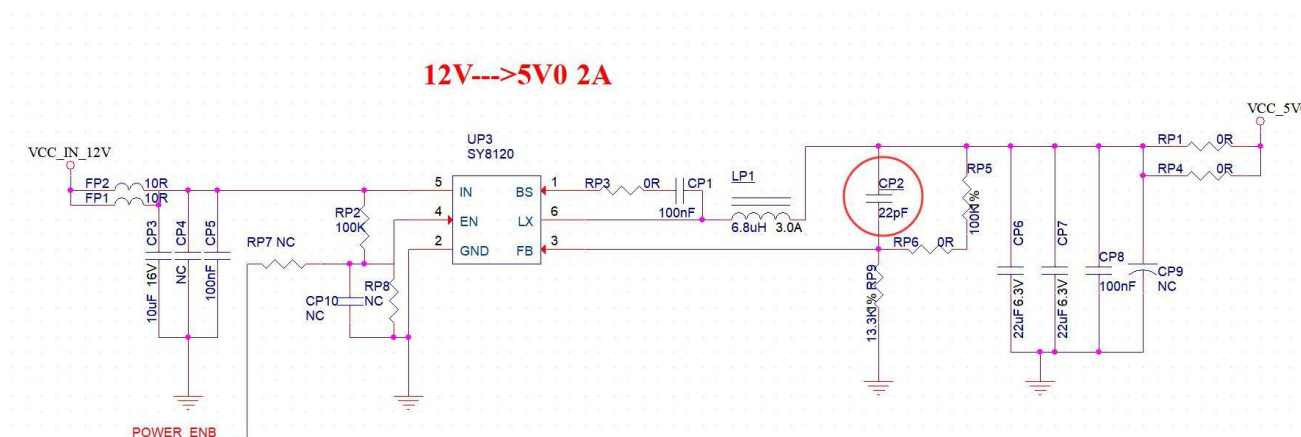 12V--->5V0 2A
VCC_IN_12V
FP2 10R
FP1 10R
CP3
10uF 16V
CP4
NC
CP5
100nF
RP2
100K
RP7 NC
CP10
NC
RP8
NC
POWER_ENB
UP3
SY8120
5 IN
4 EN
2 GND
BS 1
LX 6
FB 3
RP3 0R
CP1
100nF
LP1
6.8uH 3.0A
CP2
22pF
RP5
100K1%
RP6 0R
RP9
13.3K1%
CP6
22uF 6.3V
CP7
22uF 6.3V
CP8
100nF
CP9
NC
RP1 0R
RP4 0R
VCC_5V0